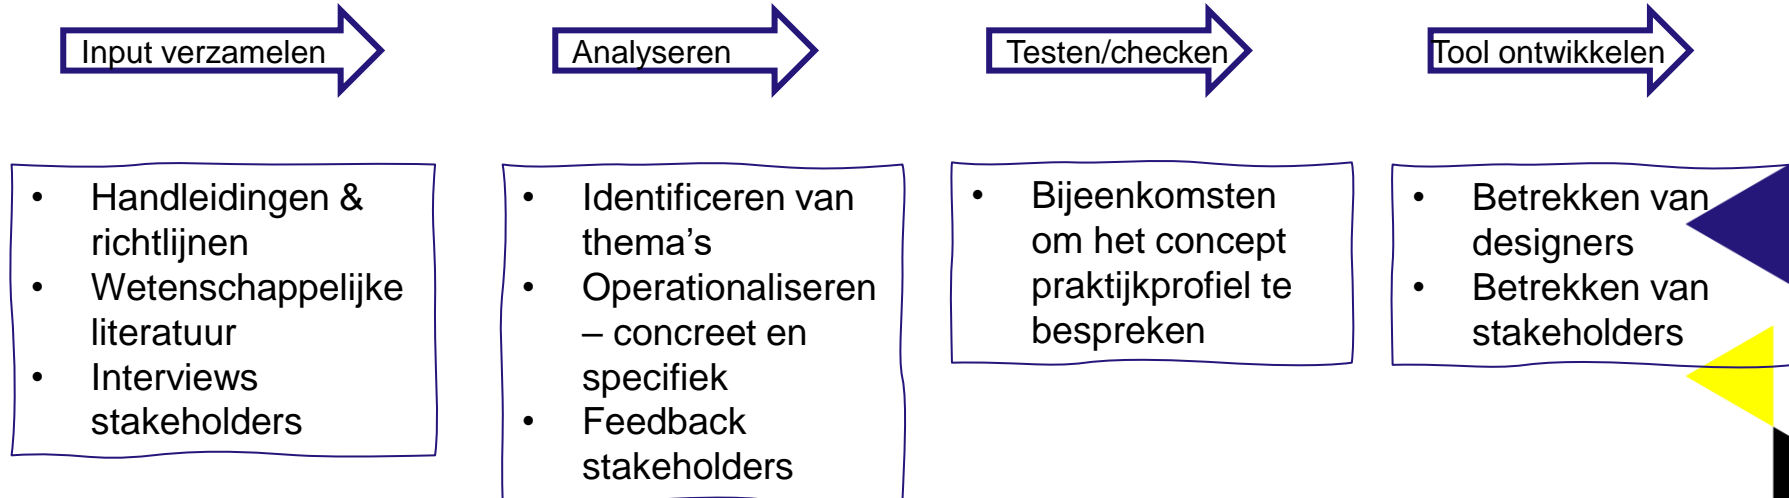 Input verzamelen
Analyseren
Testen/checken
Tool ontwikkelen
• Handleidingen &
richtlijnen
• Wetenschappelijke
literatuur
• Interviews
stakeholders
• Identificeren van
thema’s
• Operationaliseren
– concreet en
specifiek
• Feedback
stakeholders
• Bijeenkomsten
om het concept
praktijkprofiel te
bespreken
• Betrekken van
designers
• Betrekken van
stakeholders